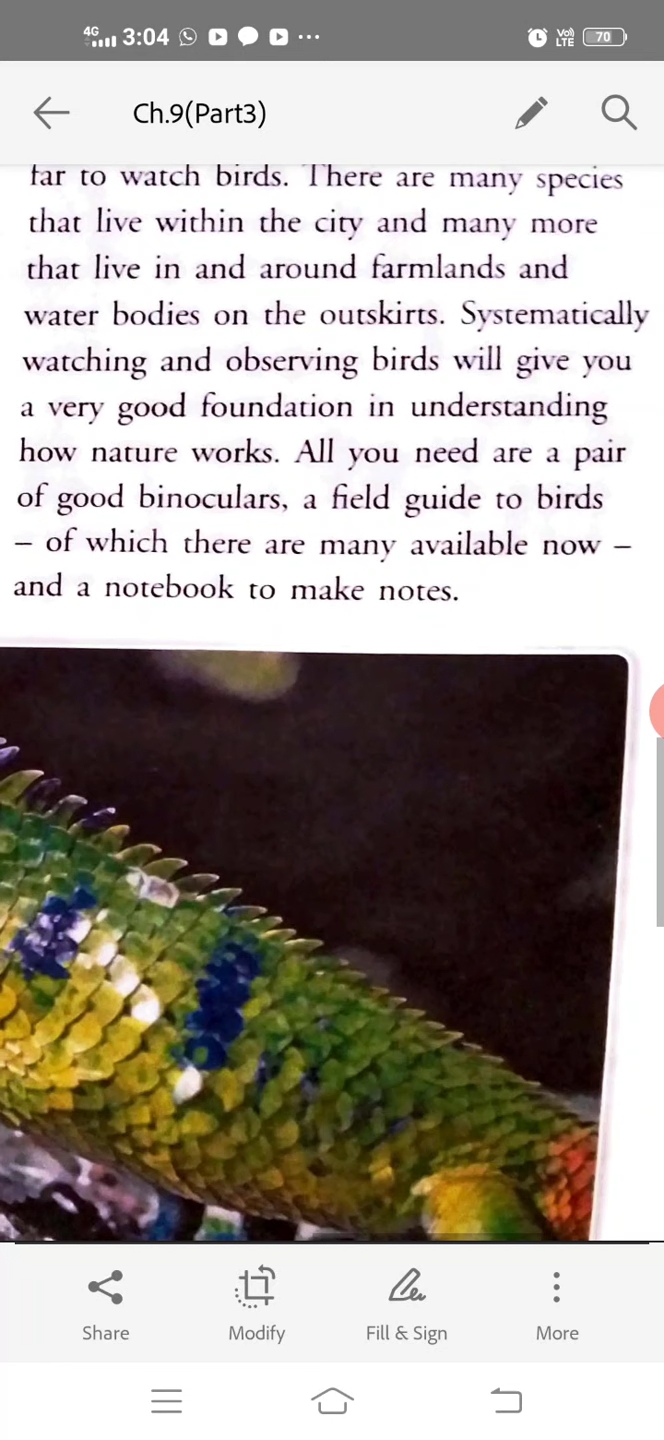 4G 3:04 Vo) LTE 70
Ch.9(Part3)
far to watch birds. There are many species
that live within the city and many more
that live in and around farmlands and
water bodies on the outskirts. Systematically
watching and observing birds will give you
a very good foundation in understanding
how nature works. All you need are a pair
of good binoculars, a field guide to birds
– of which there are many available now –
and a notebook to make notes.
Share Modify Fill & Sign More